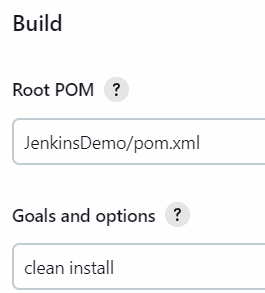 Build
Root POM ?
JenkinsDemo/pom.xml
Goals and options ?
clean install